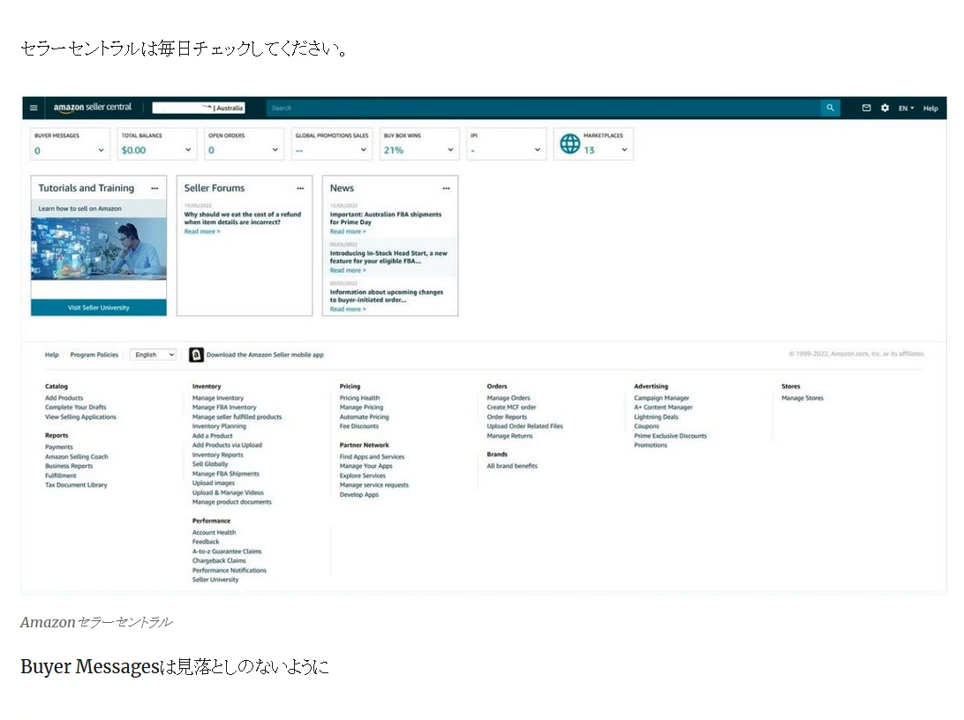 セラーセントラルは毎日チェックしてください。
amazon seller central
| Australia
Search
EN
Help
BUYER MESSAGES
0
TOTAL BALANCE
$0.00
OPEN ORDERS
0
GLOBAL PROMOTIONS SALES
--
BUY BOX WINS
21%
IPI
-
MARKETPLACES
13
Tutorials and Training
Learn how to sell on Amazon
Visit Seller University
Seller Forums
19/05/2022
Why should we eat the cost of a refund
when item details are incorrect?
Read more >
News
Important: Australian FBA shipments
for Prime Day
Read more >
Introducing In-Stock Head Start, a new
feature for your eligible FBA...
Read more >
Information about upcoming changes
to buyer-initiated order...
Read more >
Help
Program Policies
English
Download the Amazon Seller mobile app
© 1999-2022, Amazon.com, Inc. or its affiliates
Catalog
Add Products
Complete Your Drafts
View Selling Applications
Reports
Payments
Amazon Selling Coach
Business Reports
Fulfillment
Tax Document Library
Inventory
Manage Inventory
Manage FBA Inventory
Manage seller fulfilled products
Inventory Planning
Add a Product
Add Products via Upload
Inventory Reports
Sell Globally
Manage FBA Shipments
Upload images
Upload & Manage Videos
Manage product documents
Performance
Account Health
Feedback
A-to-z Guarantee Claims
Chargeback Claims
Performance Notifications
Seller University
Pricing
Pricing Health
Manage Pricing
Automate Pricing
Fee Discounts
Partner Network
Find Apps and Services
Manage Your Apps
Explore Services
Manage service requests
Develop Apps
Orders
Manage Orders
Create MCF order
Order Reports
Upload Order Related Files
Manage Returns
Brands
All brand benefits
Advertising
Campaign Manager
A+ Content Manager
Lightning Deals
Coupons
Prime Exclusive Discounts
Promotions
Stores
Manage Stores
Amazonセラーセントラル
Buyer Messagesは見落としのないように